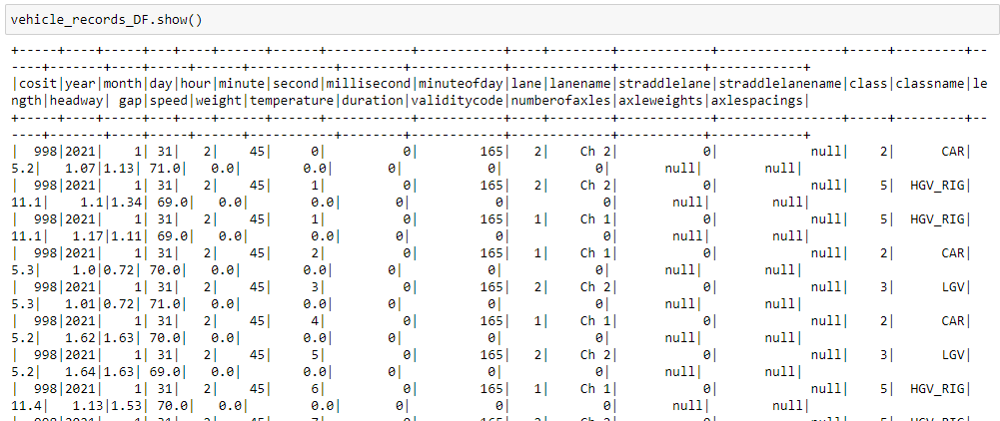 vehicle_records_DF.show()
+-----+----+-----+---+----+------+------+-----------+-----------+----+--------+------------+----------------+-----+---------+--
----+-------+----+-----+------+-----------+--------+------------+-------------+-----------+------------+
|cosit|year|month|day|hour|minute|second|millisecond|minuteofday|lane|lanename|straddlelane|straddlelanename|class|classname|le
ngth|headway| gap|speed|weight|temperature|duration|validitycode|numberofaxles|axleweights|axlespacings|
+-----+----+-----+---+----+------+------+-----------+-----------+----+--------+------------+----------------+-----+---------+--
----+-------+----+-----+------+-----------+--------+------------+-------------+-----------+------------+
| 998|2021| 1| 31| 2| 45| 0| 0| 165| 2| Ch 2| 0| null| 2| CAR|
5.2| 1.07|1.13| 71.0| 0.0| 0.0| 0| 0| 0| null| null|
| 998|2021| 1| 31| 2| 45| 1| 0| 165| 2| Ch 2| 0| null| 5| HGV_RIG|
11.1| 1.1|1.34| 69.0| 0.0| 0.0| 0| 0| 0| null| null|
| 998|2021| 1| 31| 2| 45| 1| 0| 165| 1| Ch 1| 0| null| 5| HGV_RIG|
11.1| 1.17|1.11| 69.0| 0.0| 0.0| 0| 0| 0| null| null|
| 998|2021| 1| 31| 2| 45| 2| 0| 165| 1| Ch 1| 0| null| 2| CAR|
5.3| 1.0|0.72| 70.0| 0.0| 0.0| 0| 0| 0| null| null|
| 998|2021| 1| 31| 2| 45| 3| 0| 165| 2| Ch 2| 0| null| 3| LGV|
5.3| 1.01|0.72| 71.0| 0.0| 0.0| 0| 0| 0| null| null|
| 998|2021| 1| 31| 2| 45| 4| 0| 165| 1| Ch 1| 0| null| 2| CAR|
5.2| 1.62|1.63| 70.0| 0.0| 0.0| 0| 0| 0| null| null|
| 998|2021| 1| 31| 2| 45| 5| 0| 165| 2| Ch 2| 0| null| 3| LGV|
5.2| 1.64|1.63| 69.0| 0.0| 0.0| 0| 0| 0| null| null|
| 998|2021| 1| 31| 2| 45| 6| 0| 165| 1| Ch 1| 0| null| 5| HGV_RIG|
11.4| 1.13|1.53| 70.0| 0.0| 0.0| 0| 0| 0| null| null|